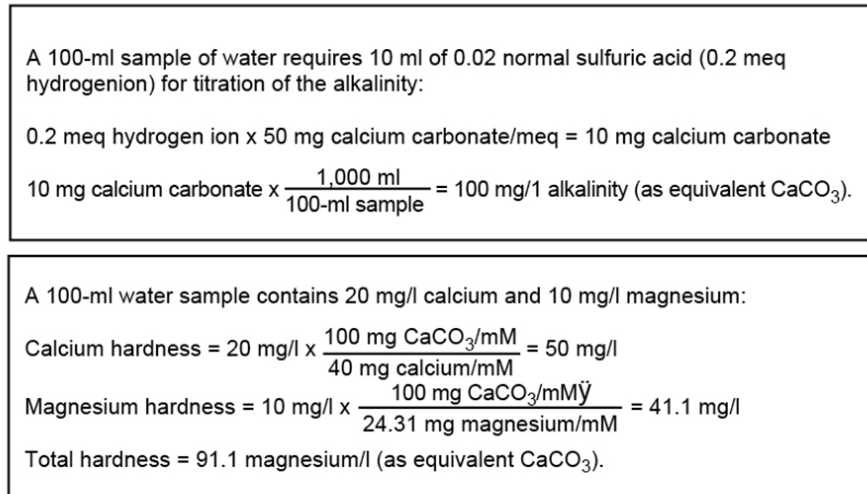 A 100-ml sample of water requires 10 ml of 0.02 normal sulfuric acid (0.2 meq
hydrogenion) for titration of the alkalinity:
0.2 meq hydrogen ion x 50 mg calcium carbonate/meq = 10 mg calcium carbonate
10 mg calcium carbonate x 1,000 ml / 100-ml sample = 100 mg/1 alkalinity (as equivalent CaCO₃).
A 100-ml water sample contains 20 mg/l calcium and 10 mg/l magnesium:
Calcium hardness = 20 mg/l x 100 mg CaCO₃/mM / 40 mg calcium/mM = 50 mg/l
Magnesium hardness = 10 mg/l x 100 mg CaCO₃/mMÿ / 24.31 mg magnesium/mM = 41.1 mg/l
Total hardness = 91.1 magnesium/l (as equivalent CaCO₃).